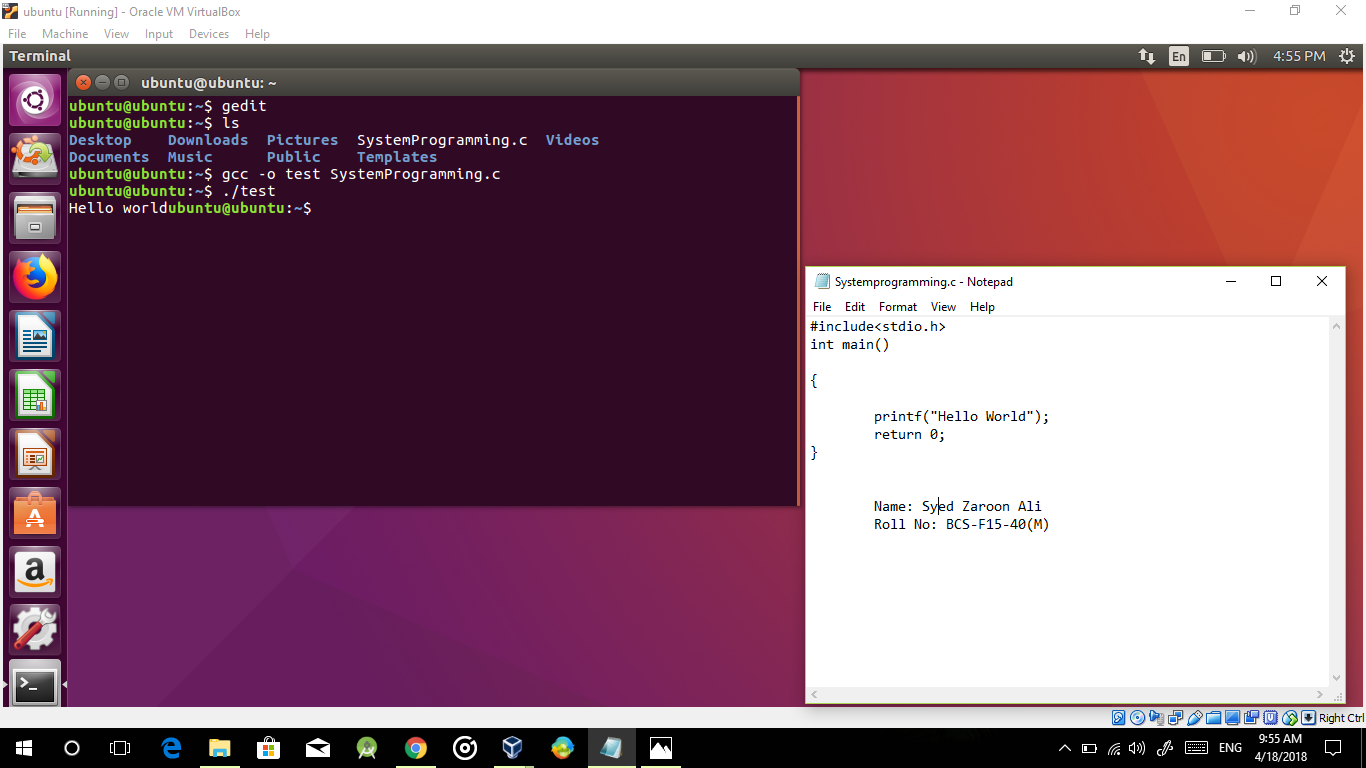 ubuntu [Running] - Oracle VM VirtualBox
File Machine View Input Devices Help
Terminal En 4:55 PM
ubuntu@ubuntu: ~
ubuntu@ubuntu:~$ gedit
ubuntu@ubuntu:~$ ls
Desktop Downloads Pictures SystemProgramming.c Videos
Documents Music Public Templates
ubuntu@ubuntu:~$ gcc -o test SystemProgramming.c
ubuntu@ubuntu:~$ ./test
Hello worldubuntu@ubuntu:~$
Systemprogramming.c - Notepad
File Edit Format View Help
#include<stdio.h>
int main()
{
printf("Hello World");
return 0;
}
Name: Syed Zaroon Ali
Roll No: BCS-F15-40(M)
Right Ctrl
ENG
9:55 AM
4/18/2018